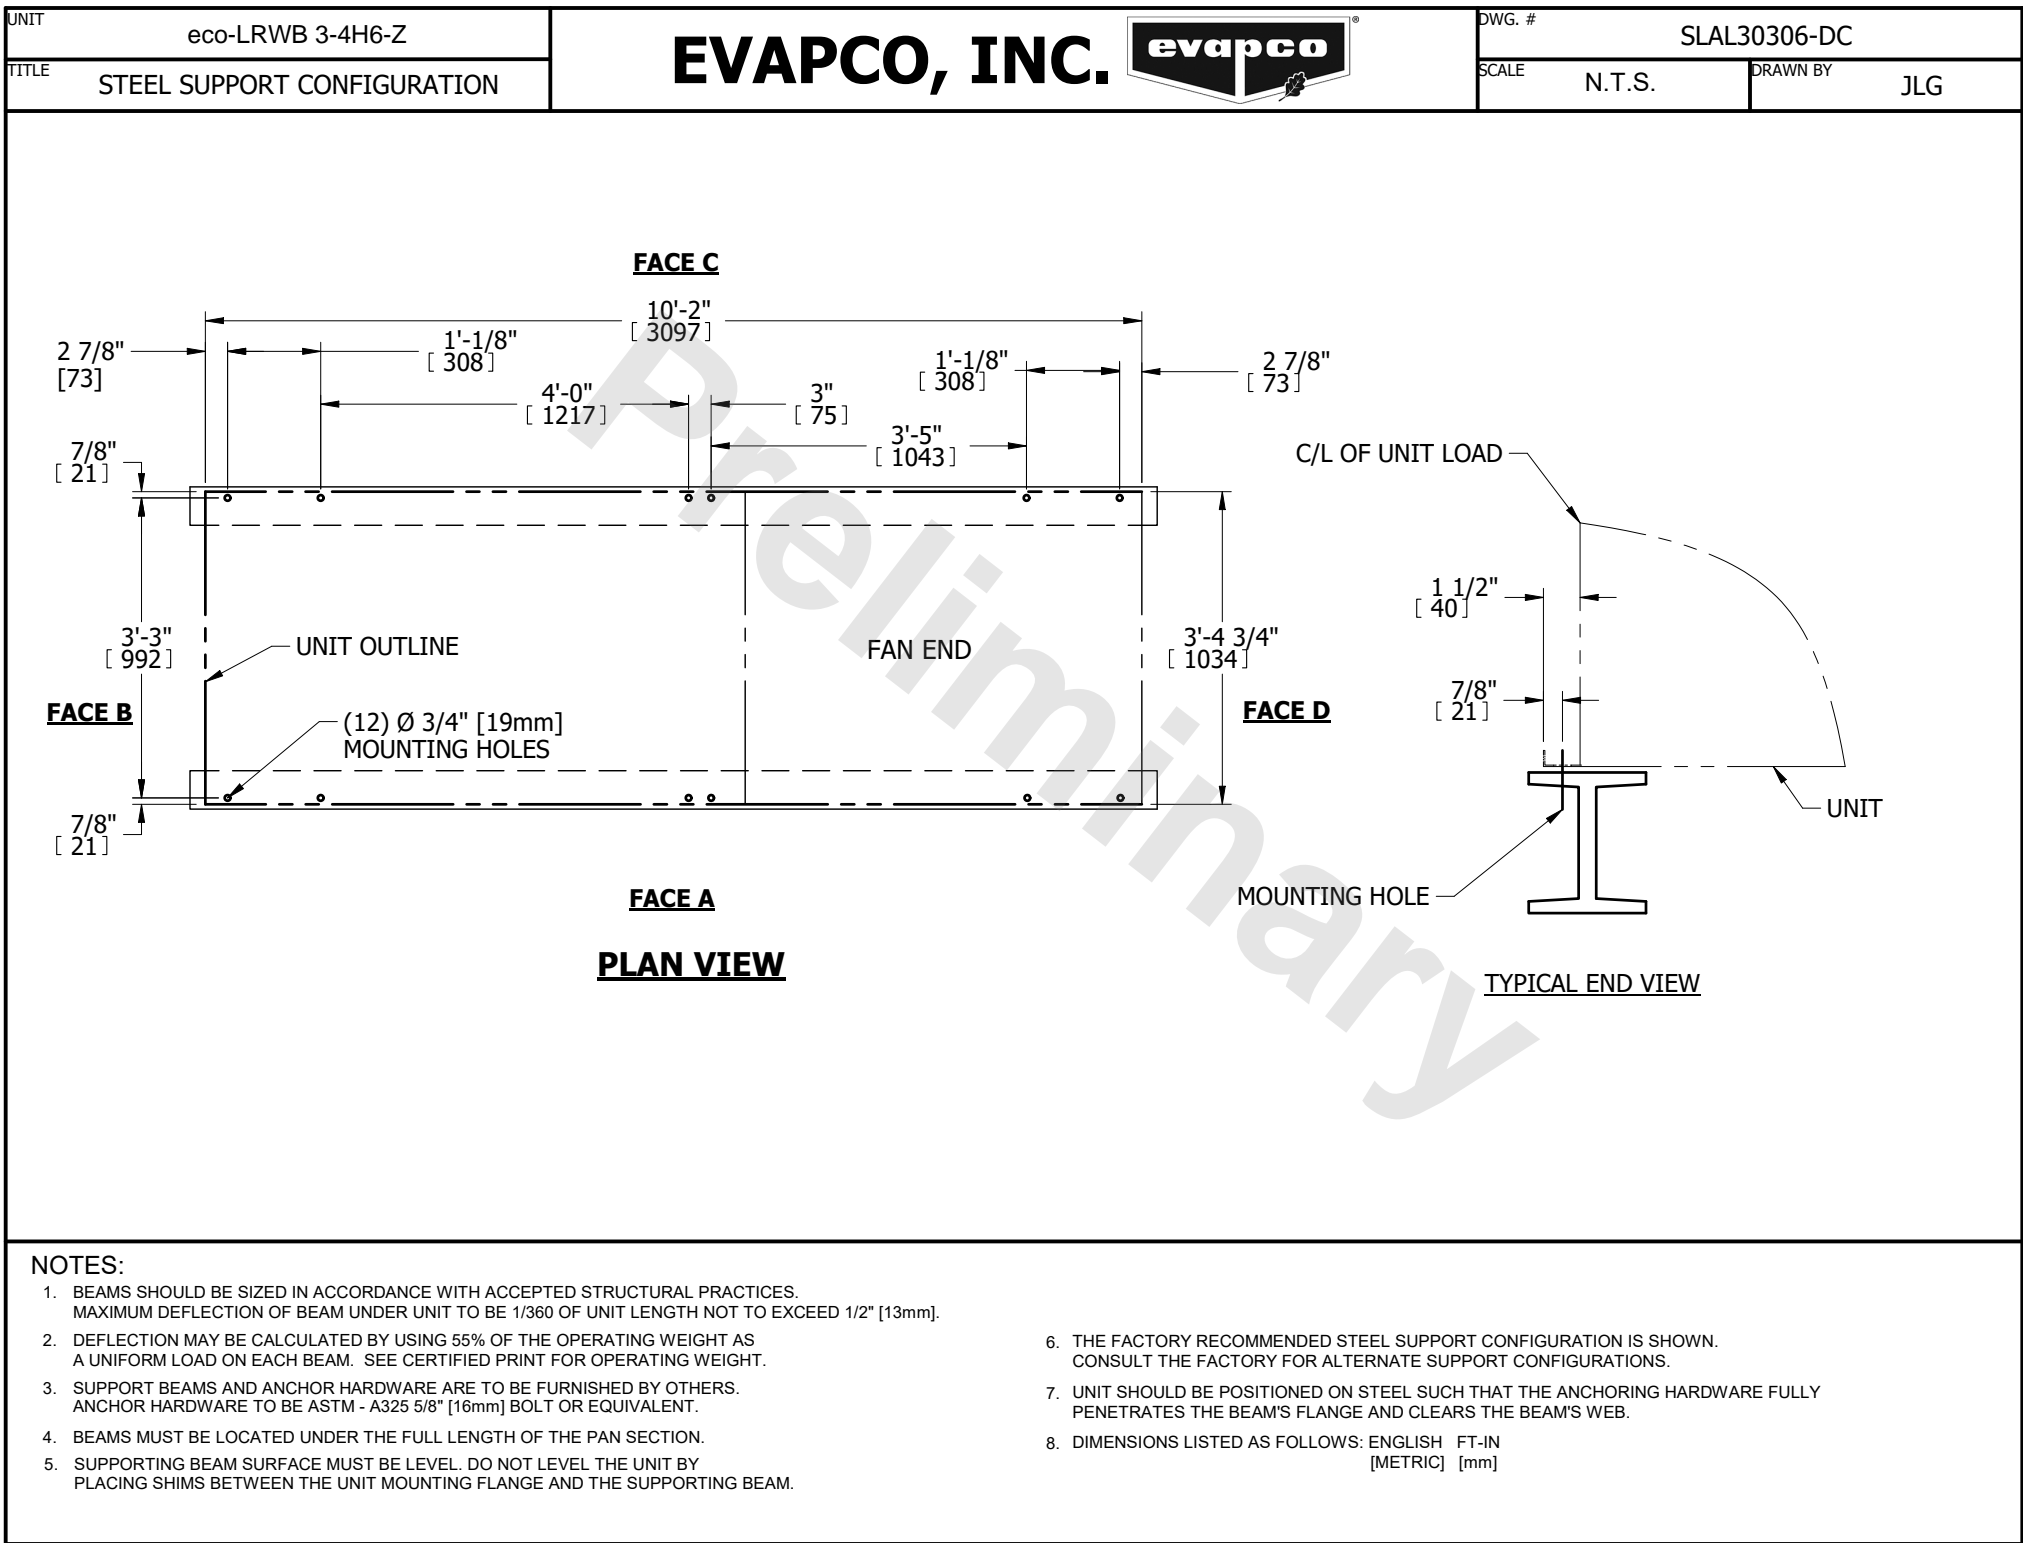 UNIT
eco-LRWB 3-4H6-Z
TITLE
STEEL SUPPORT CONFIGURATION
EVAPCO, INC.
evapco®
DWG. #
SLAL30306-DC
SCALE
N.T.S.
DRAWN BY
JLG
FACE C
10'-2"
[ 3097]
2 7/8"
[73]
1'-1/8"
[ 308]
4'-0"
[ 1217]
3"
[ 75]
1'-1/8"
[ 308]
2 7/8"
[ 73]
3'-5"
[ 1043]
7/8"
[ 21]
3'-3"
[ 992]
UNIT OUTLINE
FAN END
3'-4 3/4"
[ 1034]
FACE B
(12) Ø 3/4" [19mm]
MOUNTING HOLES
FACE D
7/8"
[ 21]
FACE A
PLAN VIEW
C/L OF UNIT LOAD
1 1/2"
[ 40]
7/8"
[ 21]
UNIT
MOUNTING HOLE
TYPICAL END VIEW
Preliminary
NOTES:
1. BEAMS SHOULD BE SIZED IN ACCORDANCE WITH ACCEPTED STRUCTURAL PRACTICES.
MAXIMUM DEFLECTION OF BEAM UNDER UNIT TO BE 1/360 OF UNIT LENGTH NOT TO EXCEED 1/2" [13mm].
2. DEFLECTION MAY BE CALCULATED BY USING 55% OF THE OPERATING WEIGHT AS
A UNIFORM LOAD ON EACH BEAM. SEE CERTIFIED PRINT FOR OPERATING WEIGHT.
3. SUPPORT BEAMS AND ANCHOR HARDWARE ARE TO BE FURNISHED BY OTHERS.
ANCHOR HARDWARE TO BE ASTM - A325 5/8" [16mm] BOLT OR EQUIVALENT.
4. BEAMS MUST BE LOCATED UNDER THE FULL LENGTH OF THE PAN SECTION.
5. SUPPORTING BEAM SURFACE MUST BE LEVEL. DO NOT LEVEL THE UNIT BY
PLACING SHIMS BETWEEN THE UNIT MOUNTING FLANGE AND THE SUPPORTING BEAM.
6. THE FACTORY RECOMMENDED STEEL SUPPORT CONFIGURATION IS SHOWN.
CONSULT THE FACTORY FOR ALTERNATE SUPPORT CONFIGURATIONS.
7. UNIT SHOULD BE POSITIONED ON STEEL SUCH THAT THE ANCHORING HARDWARE FULLY
PENETRATES THE BEAM'S FLANGE AND CLEARS THE BEAM'S WEB.
8. DIMENSIONS LISTED AS FOLLOWS: ENGLISH FT-IN
[METRIC] [mm]